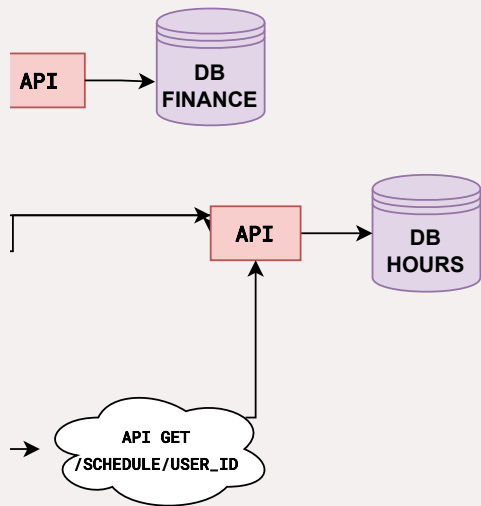 API
DB
FINANCE
API
DB
HOURS
API GET
/SCHEDULE/USER_ID